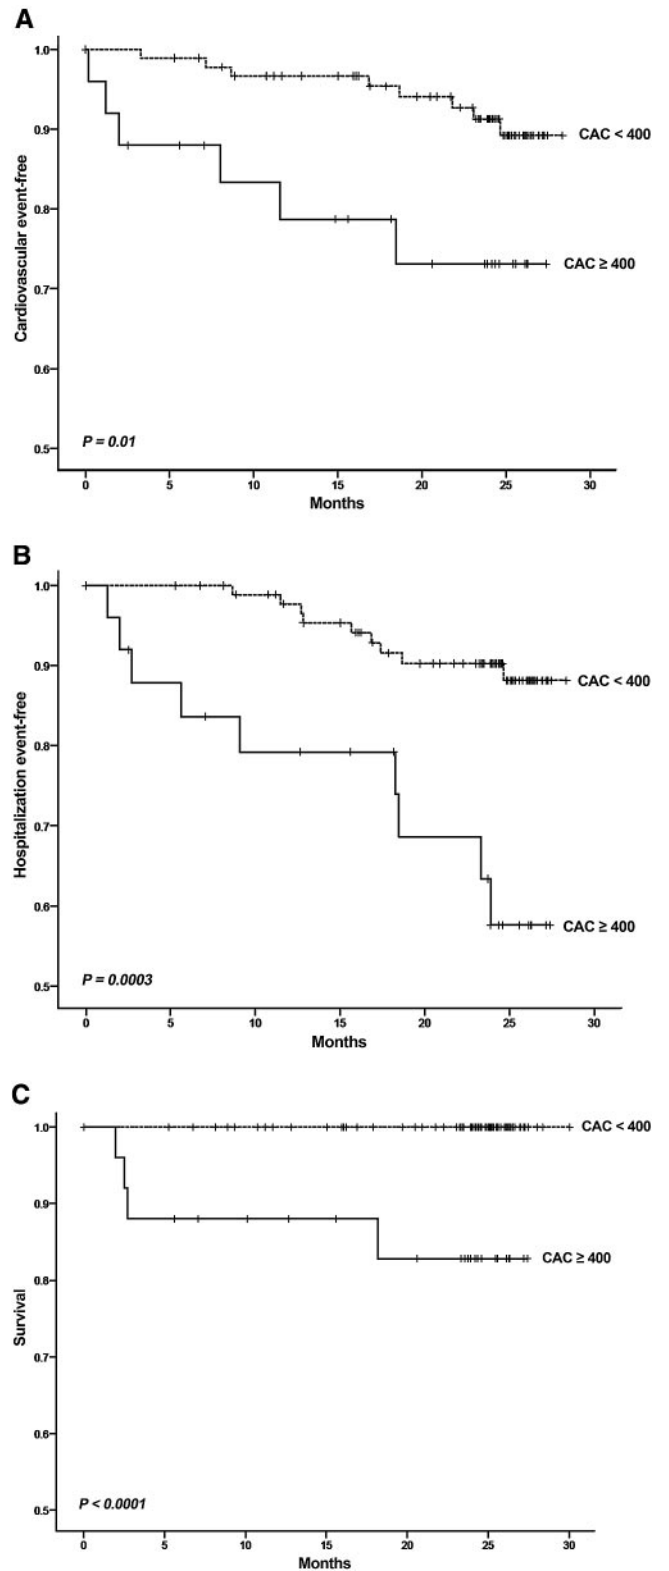 A
1.0
0.9
0.8
0.7
0.6
0.5
Cardiovascular event-free
CAC < 400
CAC ≥ 400
P = 0.01
0 5 10 15 20 25 30
Months
B
1.0
0.9
0.8
0.7
0.6
0.5
Hospitalization event-free
CAC < 400
CAC ≥ 400
P = 0.0003
0 5 10 15 20 25 30
Months
C
1.0
0.9
0.8
0.7
0.6
0.5
Survival
CAC < 400
CAC ≥ 400
P < 0.0001
0 5 10 15 20 25 30
Months